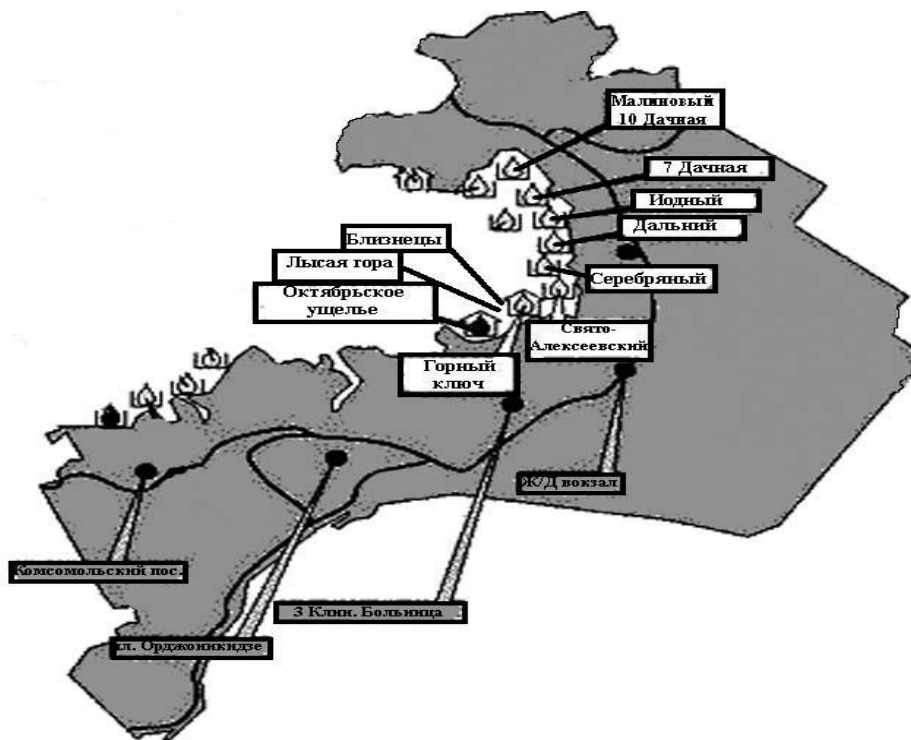 Малиновый
10 Дачная
7 Дачная
Иодный
Дальний
Близнецы
Лысая гора
Серебряный
Октябрьское
ущелье
Свято-
Алексеевский
Горный
ключ
Ж/Д вокзал
Комсомольский пос.
3 Клин. Больница
пл. Орджоникидзе